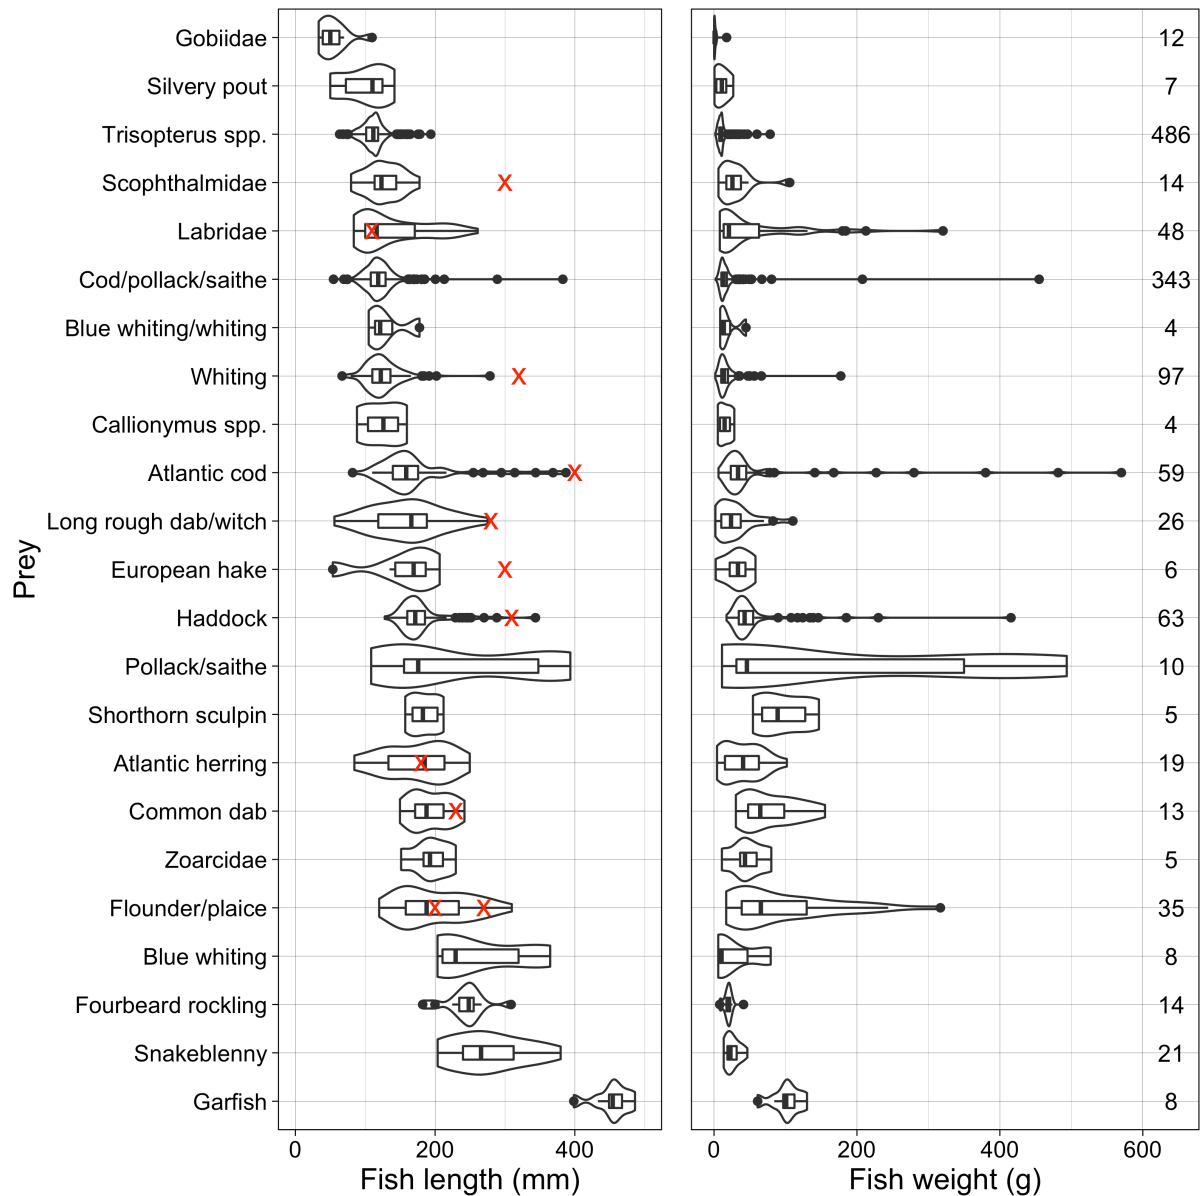 Gobiidae 12
Silvery pout 7
Trisopterus spp. 486
Scophthalmidae X 14
Labridae X 48
Cod/pollack/saithe 343
Blue whiting/whiting 4
Whiting X 97
Callionymus spp. 4
Atlantic cod X 59
Long rough dab/witch X 26
European hake X 6
Haddock X 63
Pollack/saithe 10
Shorthorn sculpin 5
Atlantic herring X 19
Common dab X 13
Zoarcidae 5
Flounder/plaice X X 35
Blue whiting 8
Fourbeard rockling 14
Snakeblenny 21
Garfish 8
Prey
0 200 400 0 200 400 600
Fish length (mm) Fish weight (g)